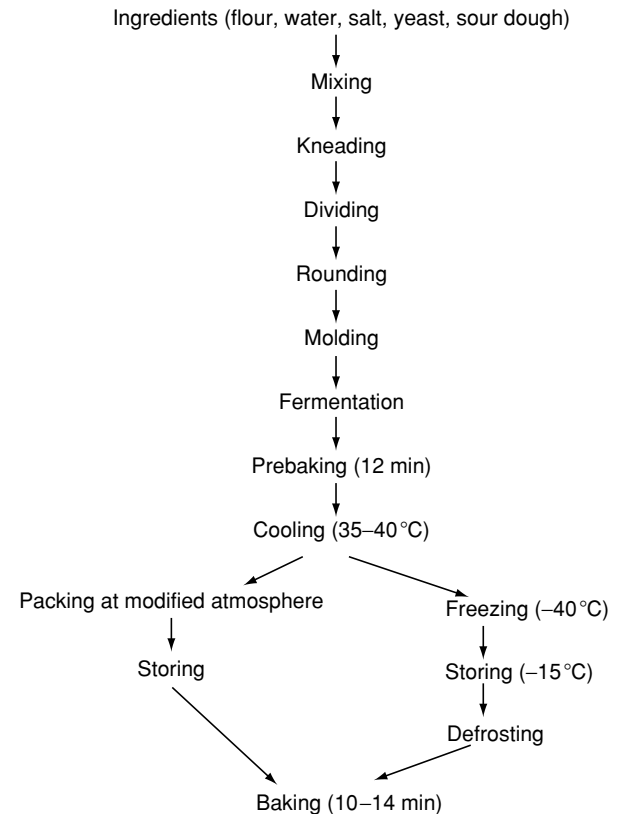 Ingredients (flour, water, salt, yeast, sour dough)
Mixing
Kneading
Dividing
Rounding
Molding
Fermentation
Prebaking (12 min)
Cooling (35–40°C)
Packing at modified atmosphere
Freezing (–40°C)
Storing
Storing (–15°C)
Defrosting
Baking (10–14 min)